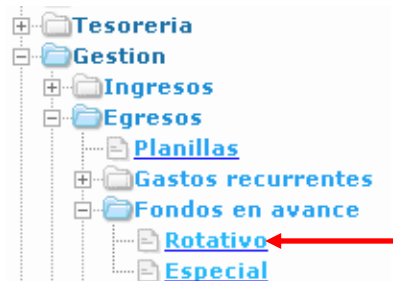 Tesoreria
Gestion
Ingresos
Egresos
Planillas
Gastos recurrentes
Fondos en avance
Rotativo
Especial